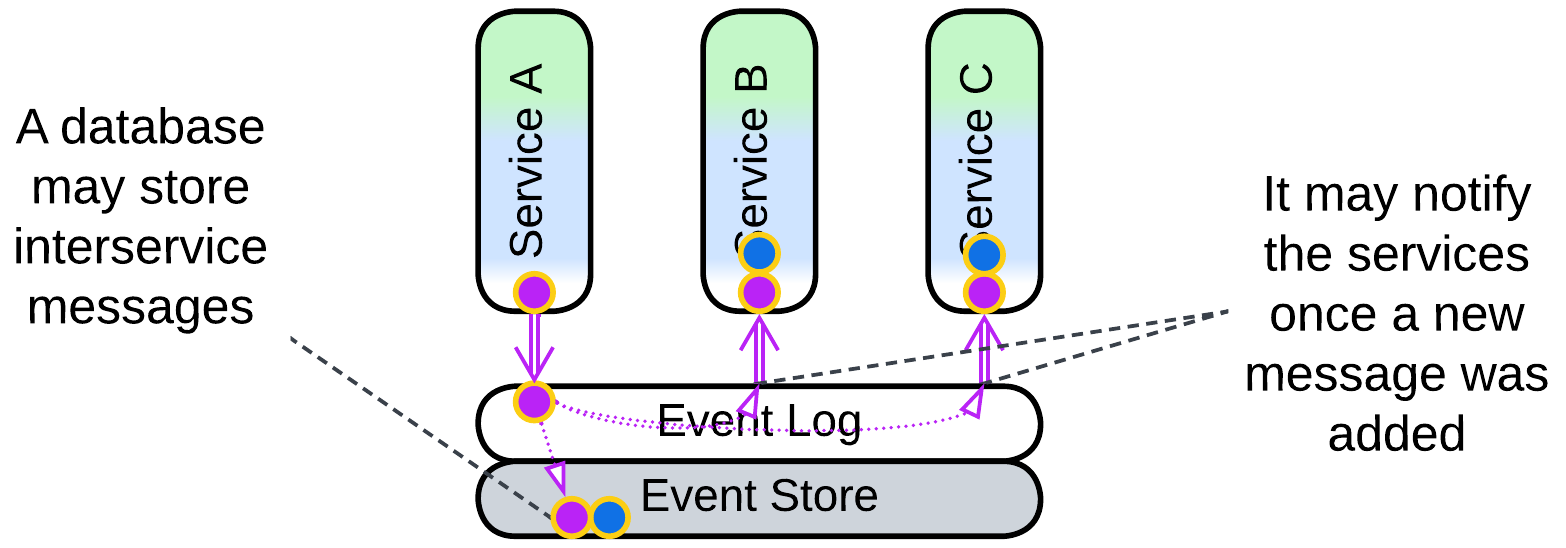 A database
may store
interservice
messages
Service A
Service B
Service C
It may notify
the services
once a new
message was
added
Event Log
Event Store